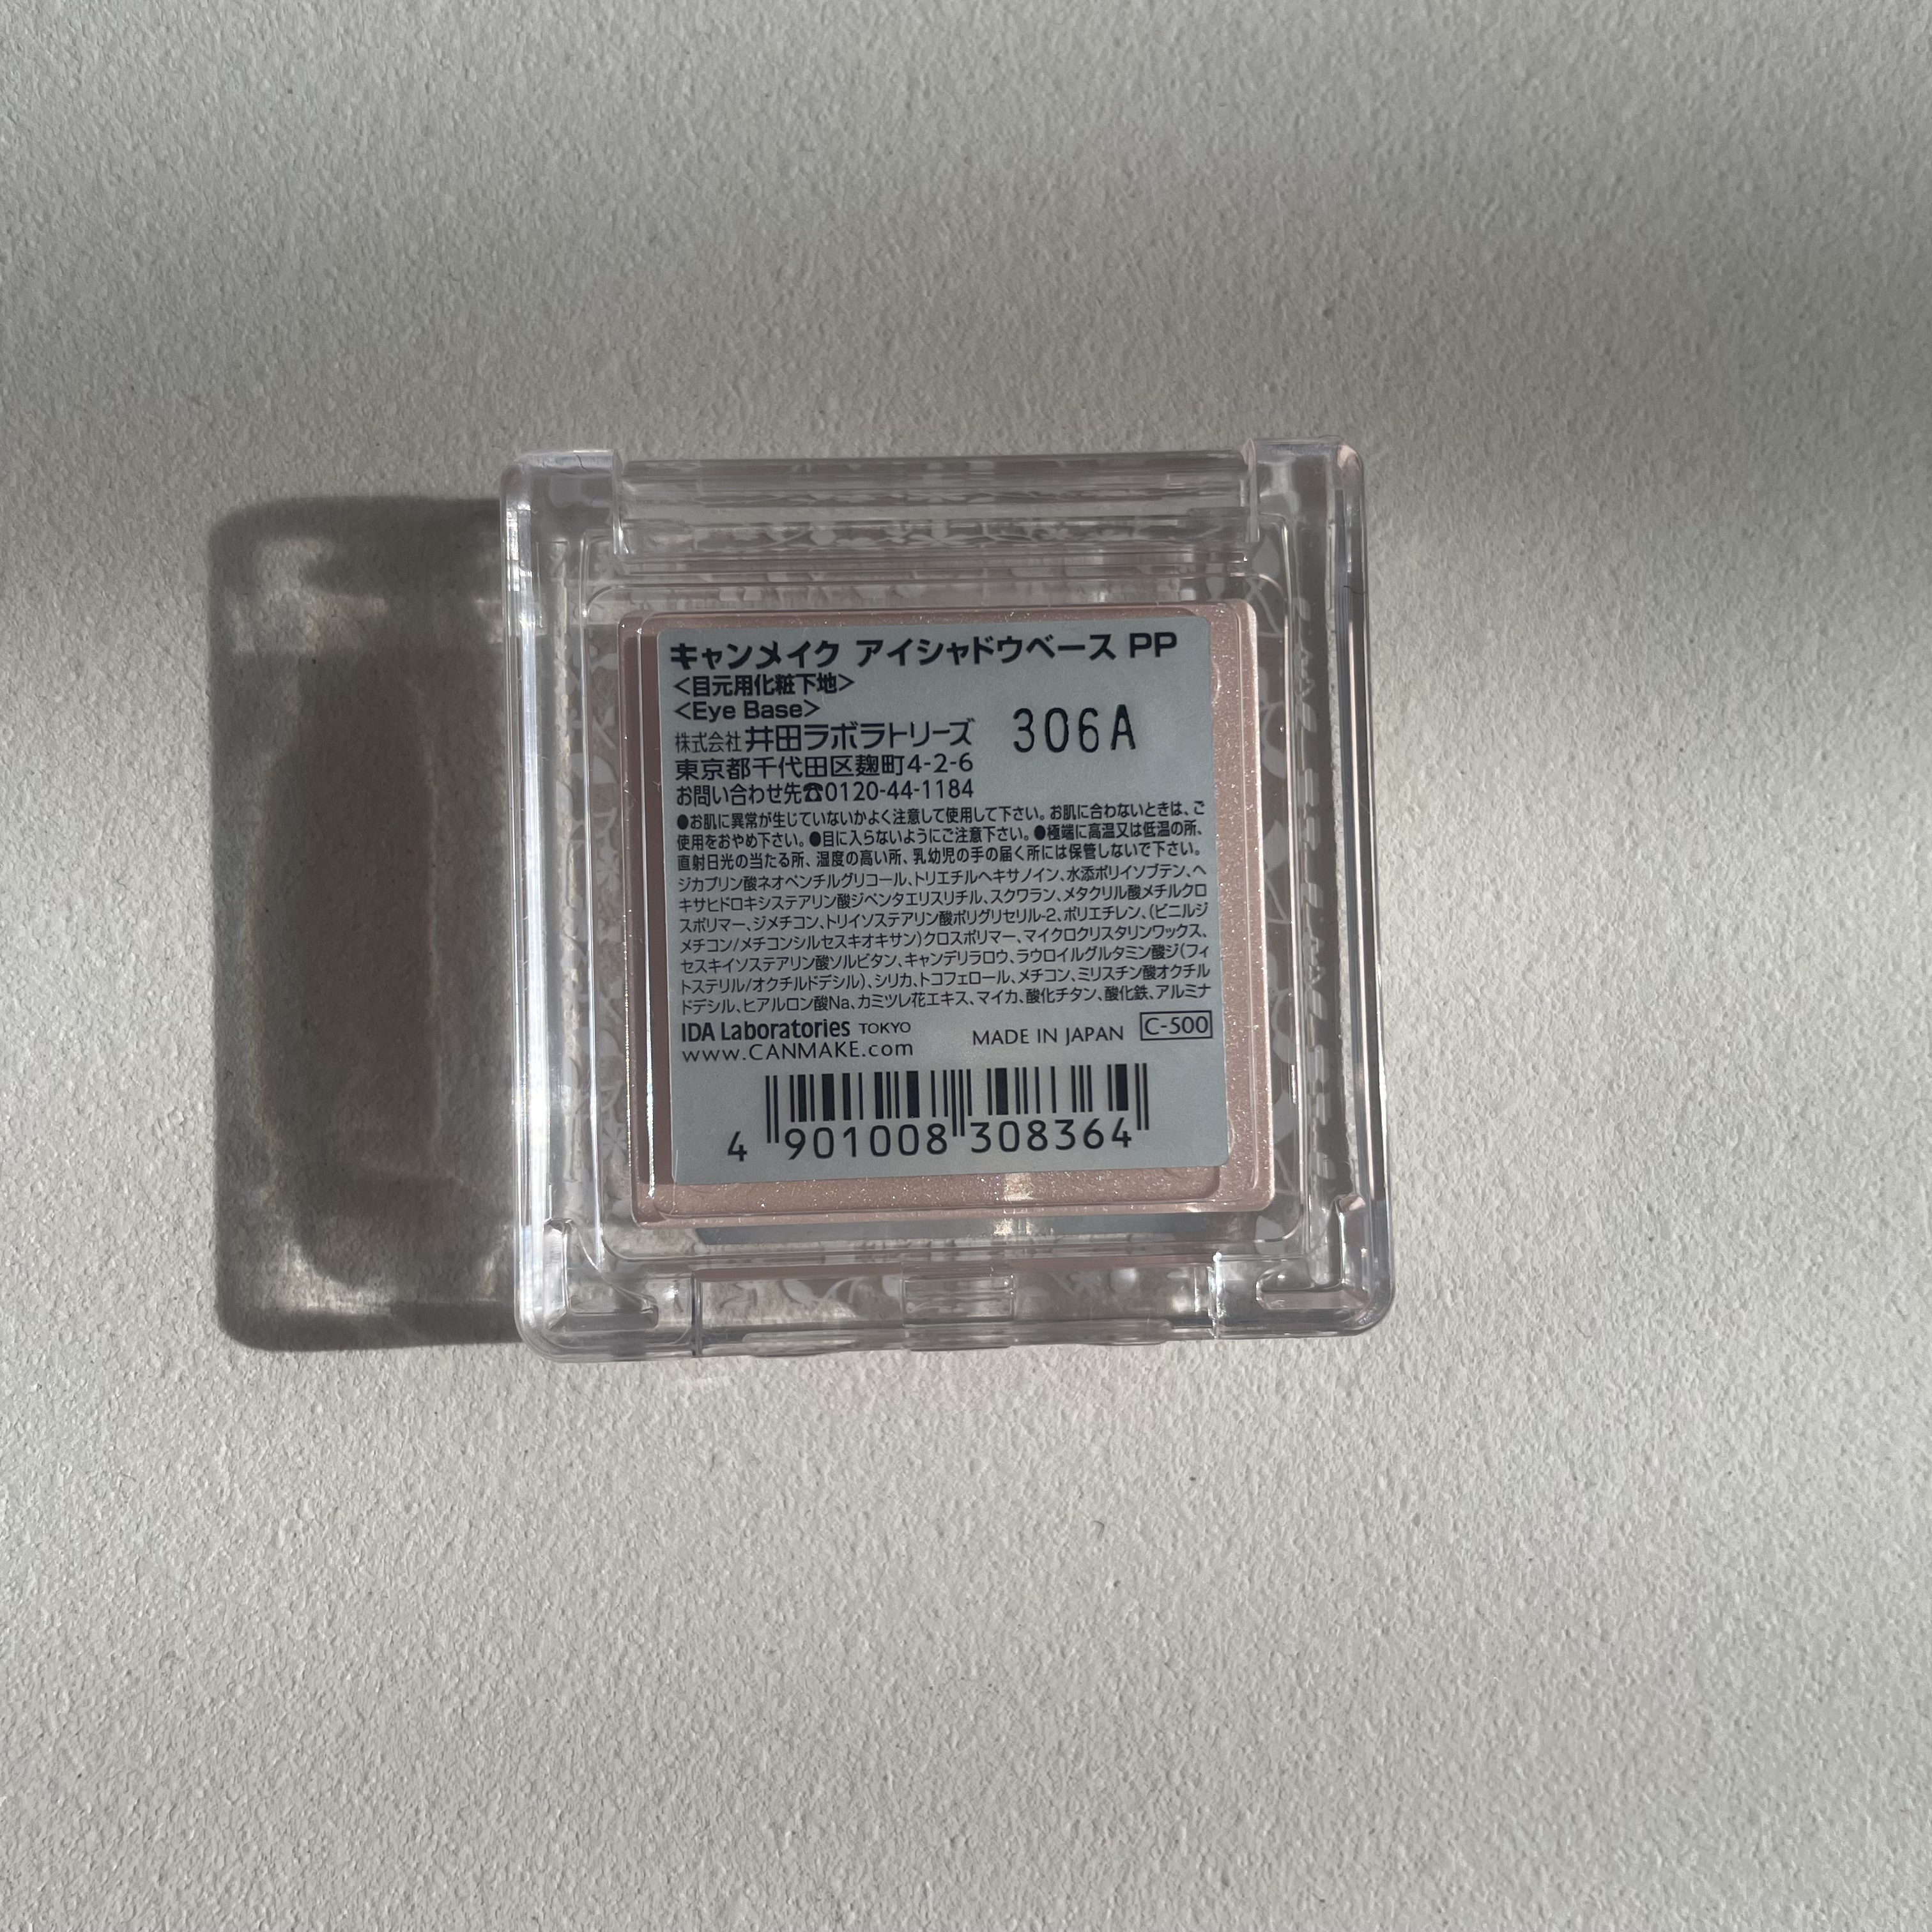 キャンメイク アイシャドウベース PP
<目元用化粧下地>
<Eye Base>
株式会社 井田ラボラトリーズ
306A
東京都千代田区麹町4-2-6
お問い合わせ先☎0120-44-1184
●お肌に異常が生じていないかよく注意して使用して下さい。お肌に合わないときは、ご
使用をおやめ下さい。●目に入らないようにご注意下さい。●極端に高温又は低温の所、
直射日光の当たる所、湿度の高い所、乳幼児の手の届く所には保管しないで下さい。
ジカプリン酸ネオペンチルグリコール、トリエチルヘキサノイン、水添ポリイソブテン、ヘ
キサヒドロキシステアリン酸ジペンタエリスリチル、スクワラン、メタクリル酸メチルクロ
スポリマー、ジメチコン、トリイソステアリン酸ポリグリセリル-2、ポリエチレン、(ビニルジ
メチコン/メチコンシルセスキオキサン)クロスポリマー、マイクロクリスタリンワックス、
セスキイソステアリン酸ソルビタン、キャンデリラロウ、ラウロイルグルタミン酸ジ(フィ
トステリル/オクチルドデシル)、シリカ、トコフェロール、メチコン、ミリスチン酸オクチル
ドデシル、ヒアルロン酸Na、カミツレ花エキス、マイカ、酸化チタン、酸化鉄、アルミナ
IDA Laboratories TOKYO
www.CANMAKE.com
MADE IN JAPAN C-500
4 901008 308364